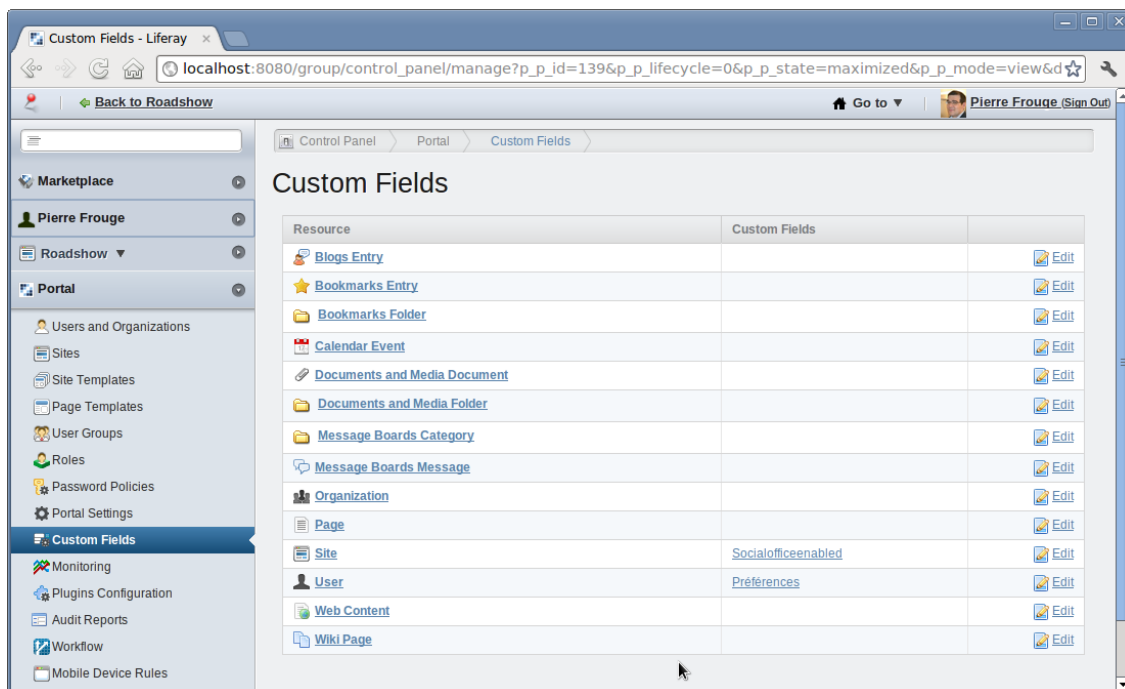 Custom Fields - Liferay
localhost:8080/group/control_panel/manage?p_p_id=139&p_p_lifecycle=0&p_p_state=maximized&p_p_mode=view&d
Back to Roadshow
Go to ▼
Pierre Frouge (Sign Out)
Control Panel
Portal
Custom Fields
Marketplace
Pierre Frouge
Roadshow ▼
Portal
Users and Organizations
Sites
Site Templates
Page Templates
User Groups
Roles
Password Policies
Portal Settings
Custom Fields
Monitoring
Plugins Configuration
Audit Reports
Workflow
Mobile Device Rules
Custom Fields
Resource Custom Fields
Blogs Entry Edit
Bookmarks Entry Edit
Bookmarks Folder Edit
Calendar Event Edit
Documents and Media Document Edit
Documents and Media Folder Edit
Message Boards Category Edit
Message Boards Message Edit
Organization Edit
Page Edit
Site Socialofficeenabled Edit
User Préférences Edit
Web Content Edit
Wiki Page Edit